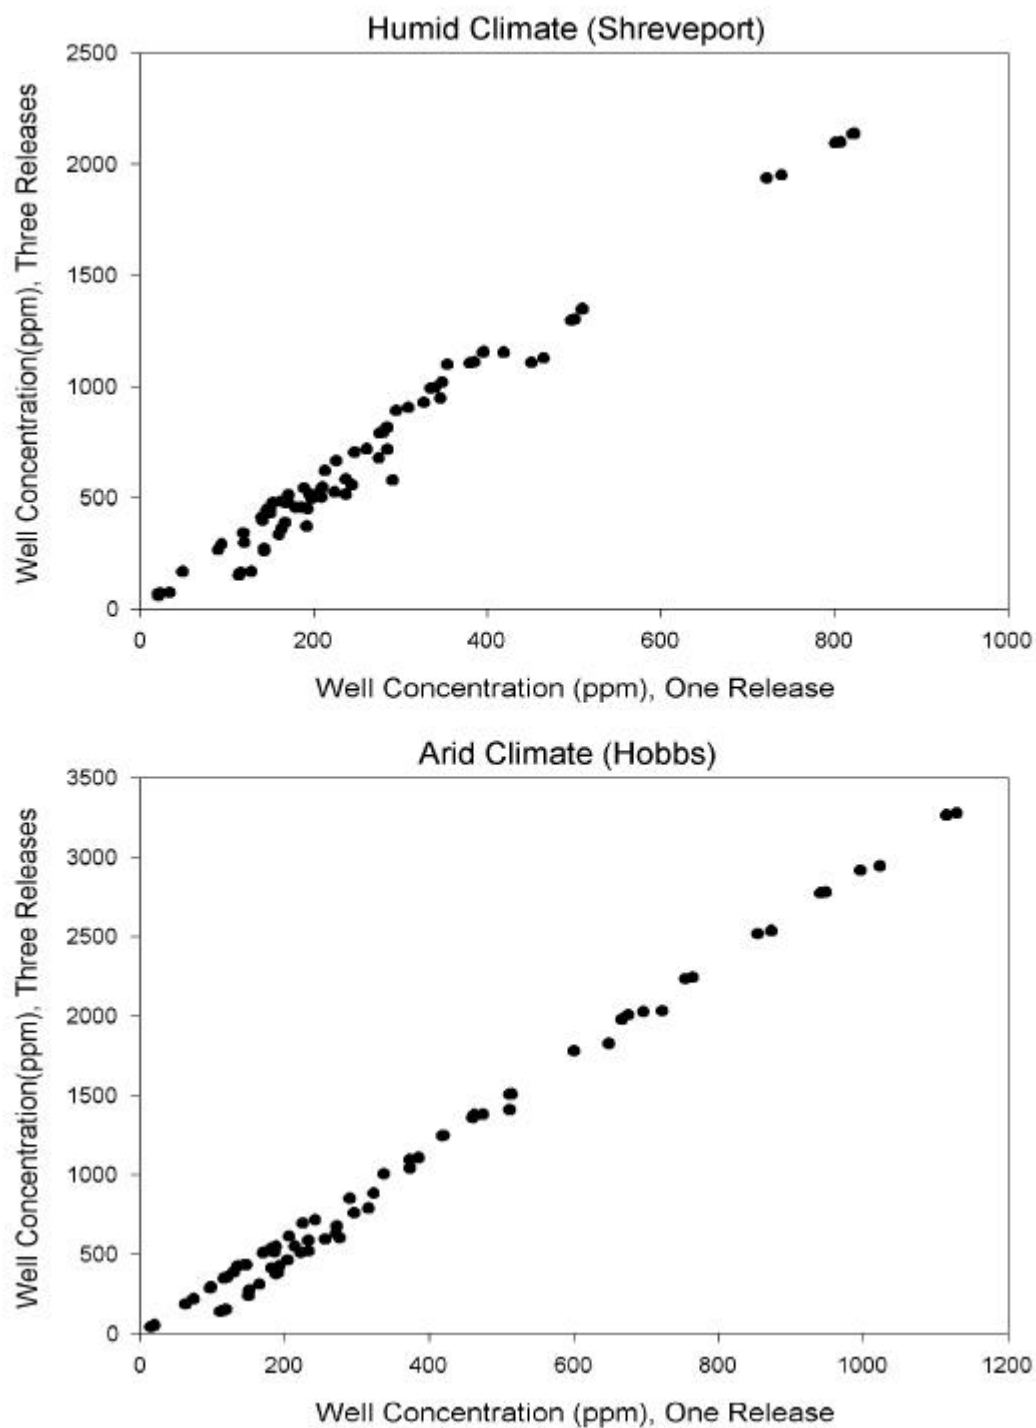 Humid Climate (Shreveport)
2500
2000
1500
1000
500
0
Well Concentration(ppm), Three Releases
0 200 400 600 800 1000
Well Concentration (ppm), One Release
Arid Climate (Hobbs)
3500
3000
2500
2000
1500
1000
500
0
Well Concentration(ppm), Three Releases
0 200 400 600 800 1000 1200
Well Concentration (ppm), One Release